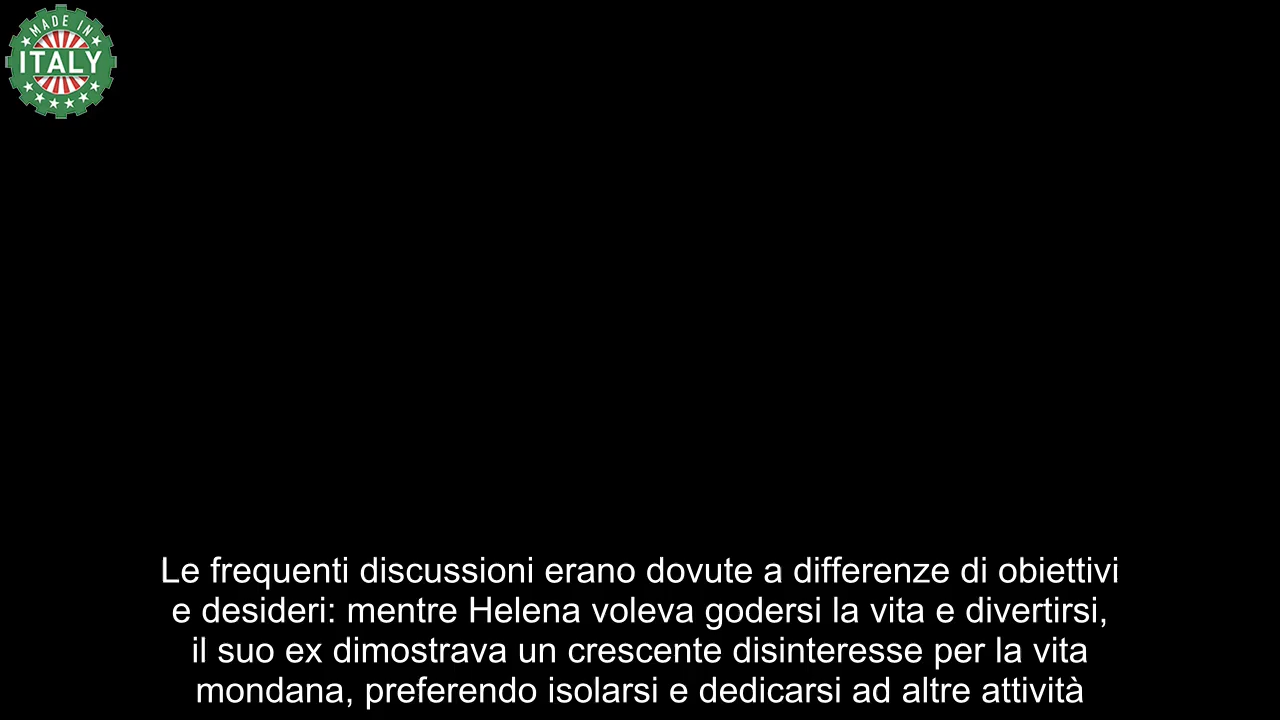 MADE IN
ITALY
Le frequenti discussioni erano dovute a differenze di obiettivi
e desideri: mentre Helena voleva godersi la vita e divertirsi,
il suo ex dimostrava un crescente disinteresse per la vita
mondana, preferendo isolarsi e dedicarsi ad altre attività